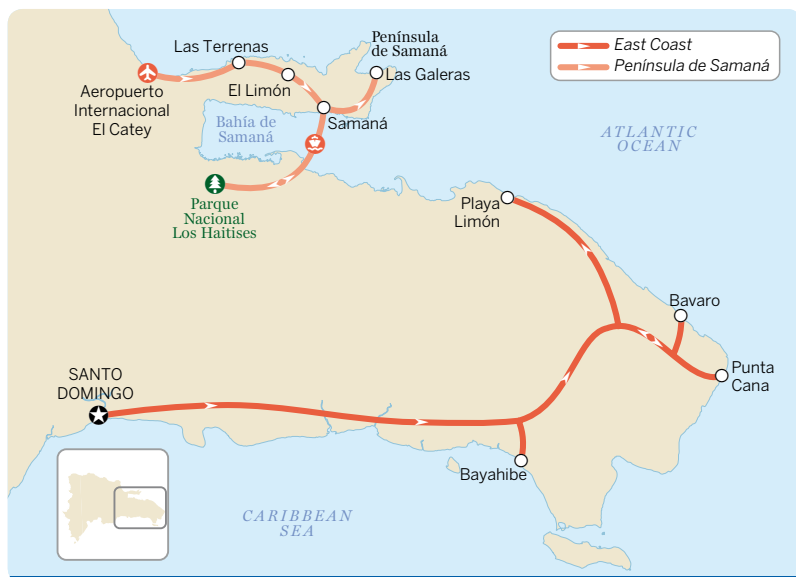 Las Terrenas
Península
de Samaná
East Coast
Península de Samaná
Las Galeras
Aeropuerto
Internacional
El Catey
El Limón
Bahía de
Samaná
Samaná
ATLANTIC
OCEAN
Parque
Nacional
Los Haitises
Playa
Limón
Bavaro
Punta
Cana
SANTO
DOMINGO
Bayahibe
CARIBBEAN
SEA